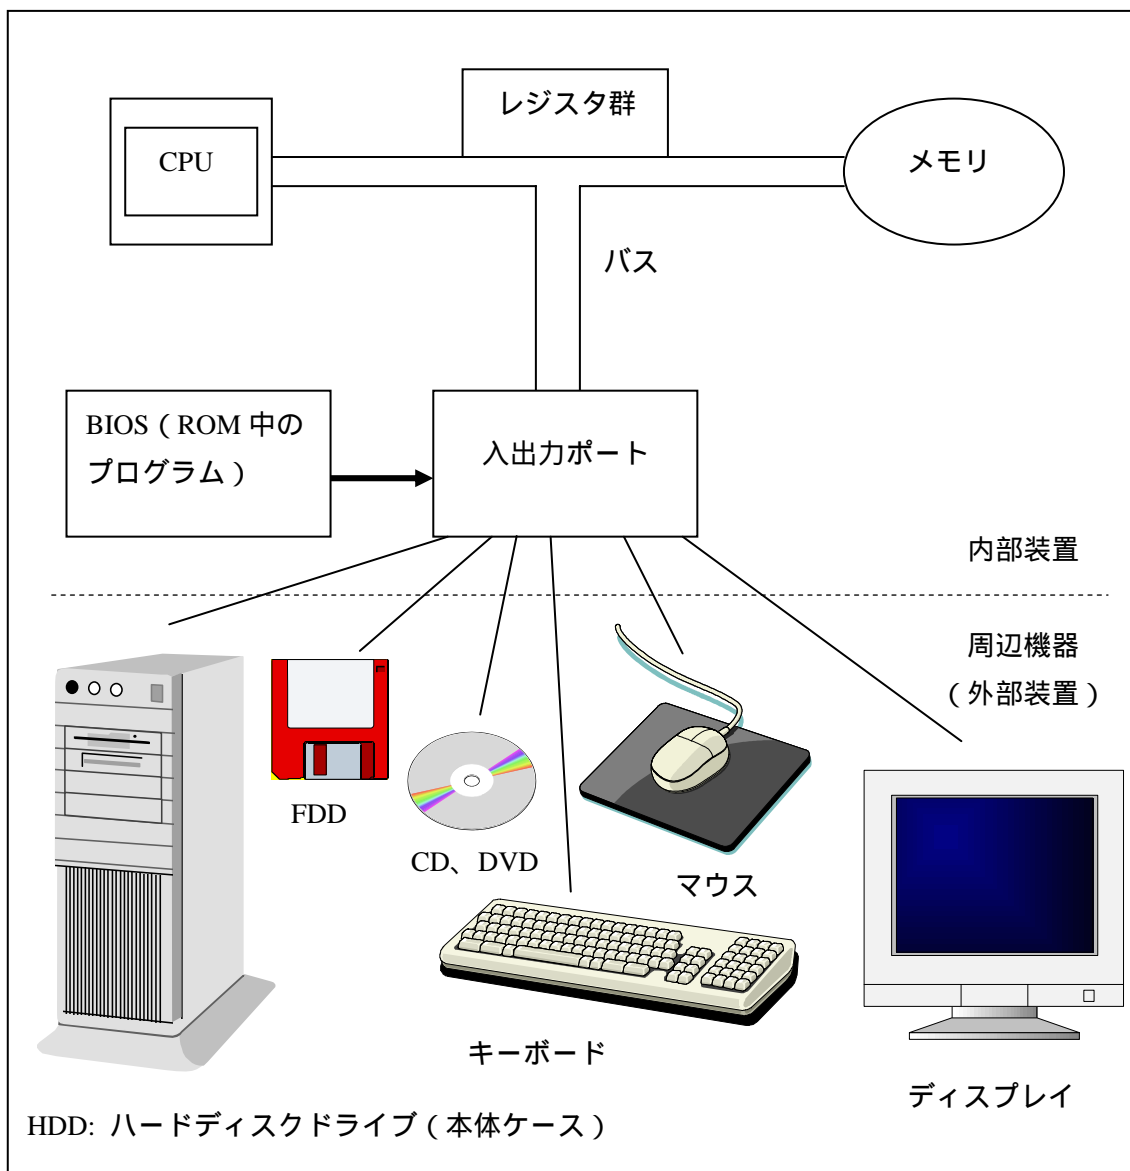 レジスタ群
CPU
メモリ
バス
BIOS（ROM 中の
プログラム）
入出力ポート
内部装置
周辺機器
（外部装置）
FDD
CD、DVD
マウス
キーボード
ディスプレイ
HDD: ハードディスクドライブ（本体ケース）